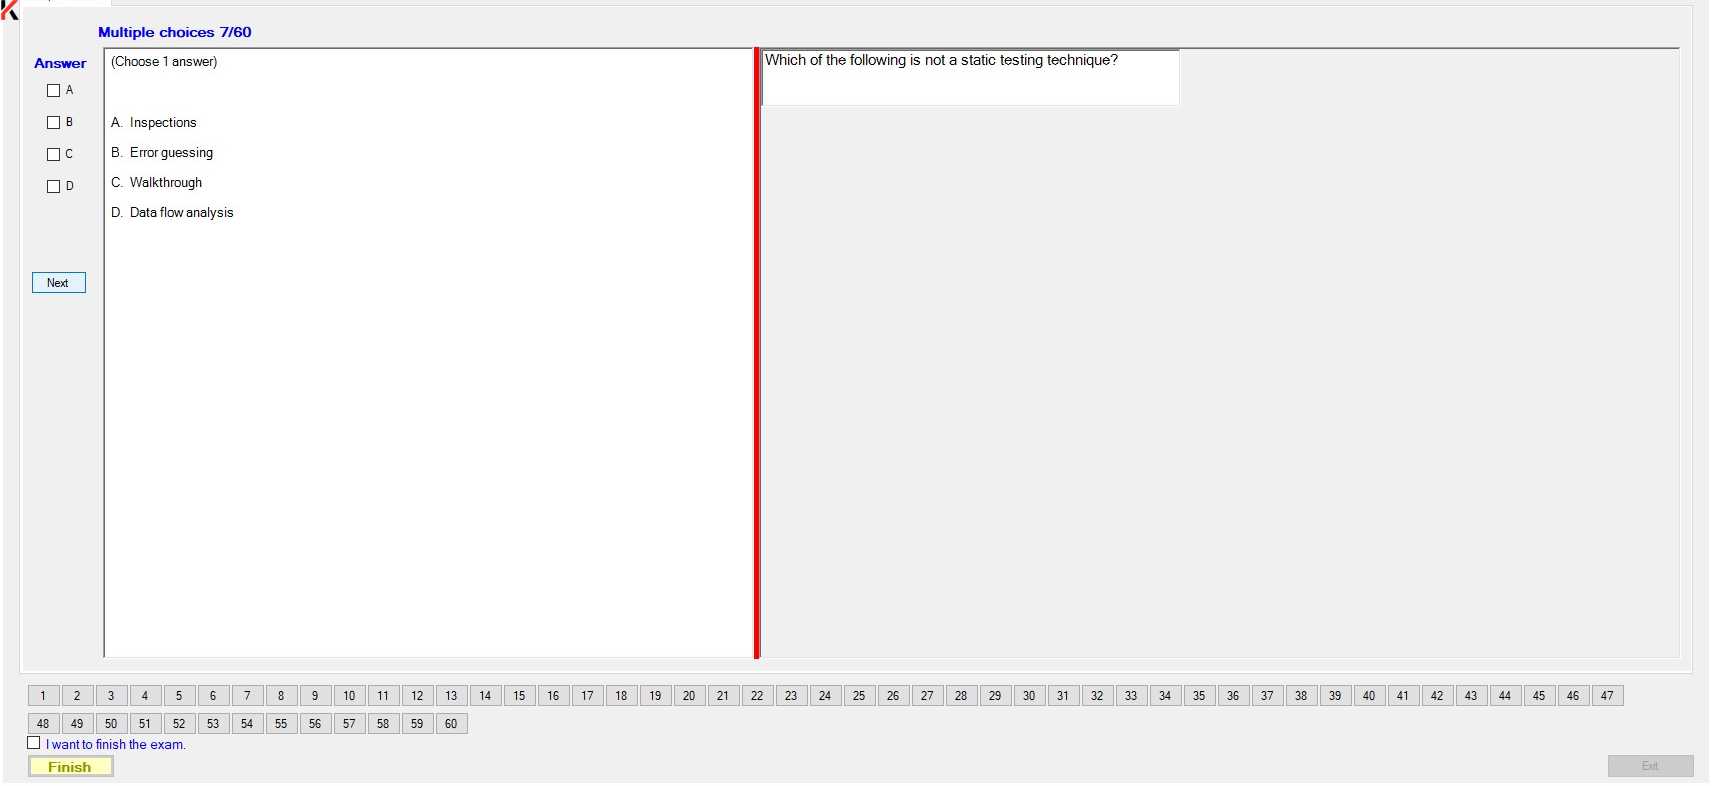 Multiple choices 7/60
Answer
A
B
C
D
Next
(Choose 1 answer)
A. Inspections
B. Error guessing
C. Walkthrough
D. Data flow analysis
Which of the following is not a static testing technique?
1 2 3 4 5 6 7 8 9 10 11 12 13 14 15 16 17 18 19 20 21 22 23 24 25 26 27 28 29 30 31 32 33 34 35 36 37 38 39 40 41 42 43 44 45 46 47
48 49 50 51 52 53 54 55 56 57 58 59 60
I want to finish the exam.
Finish
Exit